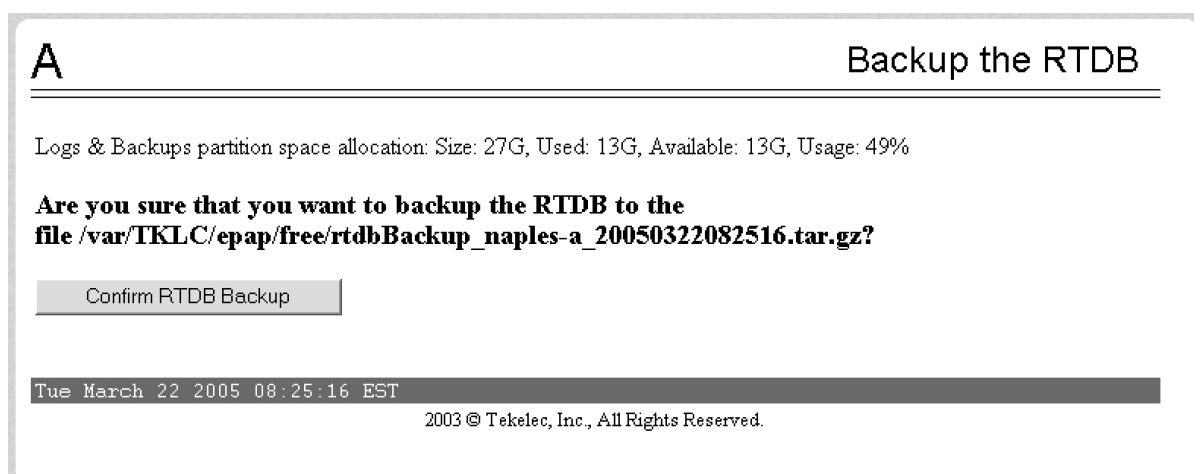 A
Backup the RTDB
Logs & Backups partition space allocation: Size: 27G, Used: 13G, Available: 13G, Usage: 49%
Are you sure that you want to backup the RTDB to the
file /var/TKLC/epap/free/rtdbBackup_naples-a_20050322082516.tar.gz?
Confirm RTDB Backup
Tue March 22 2005 08:25:16 EST
2003 © Tekelec, Inc., All Rights Reserved.